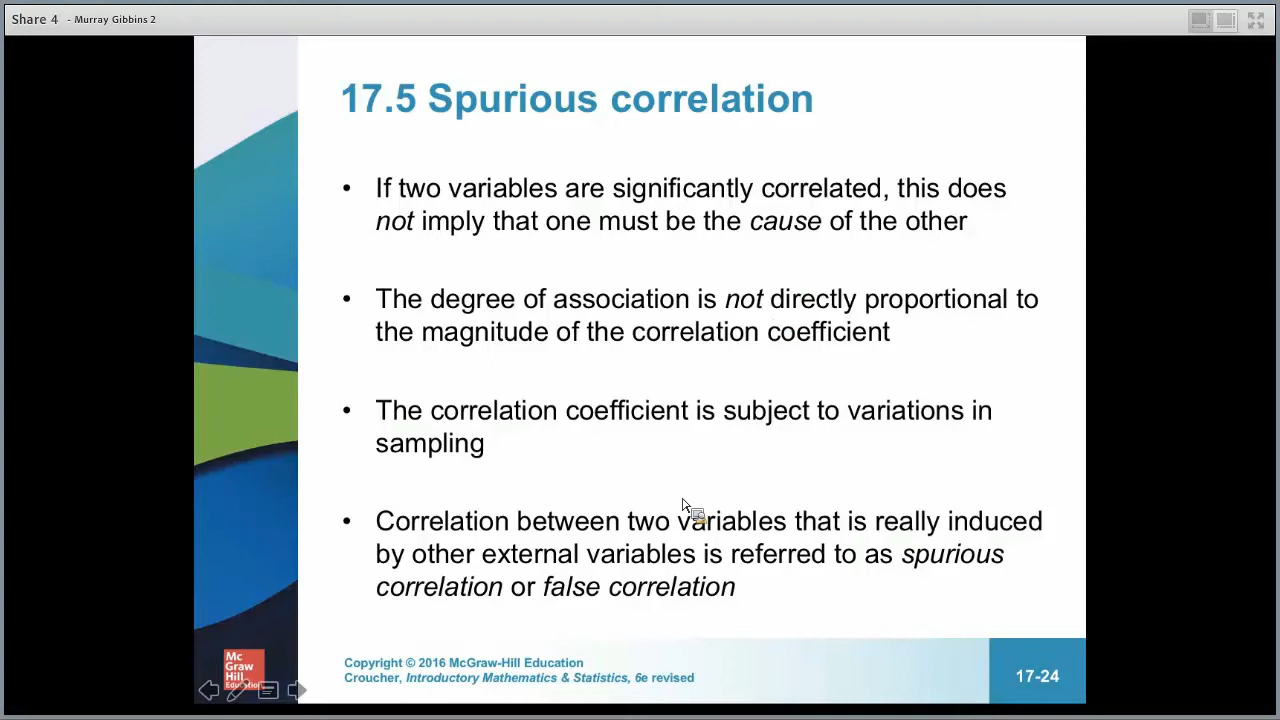 Share 4 - Murray Gibbins 2
17.5 Spurious correlation
• If two variables are significantly correlated, this does
not imply that one must be the cause of the other
• The degree of association is not directly proportional to
the magnitude of the correlation coefficient
• The correlation coefficient is subject to variations in
sampling
• Correlation between two variables that is really induced
by other external variables is referred to as spurious
correlation or false correlation
Mc
Graw
Hill
Education
Copyright © 2016 McGraw-Hill Education
Croucher, Introductory Mathematics & Statistics, 6e revised
17-24